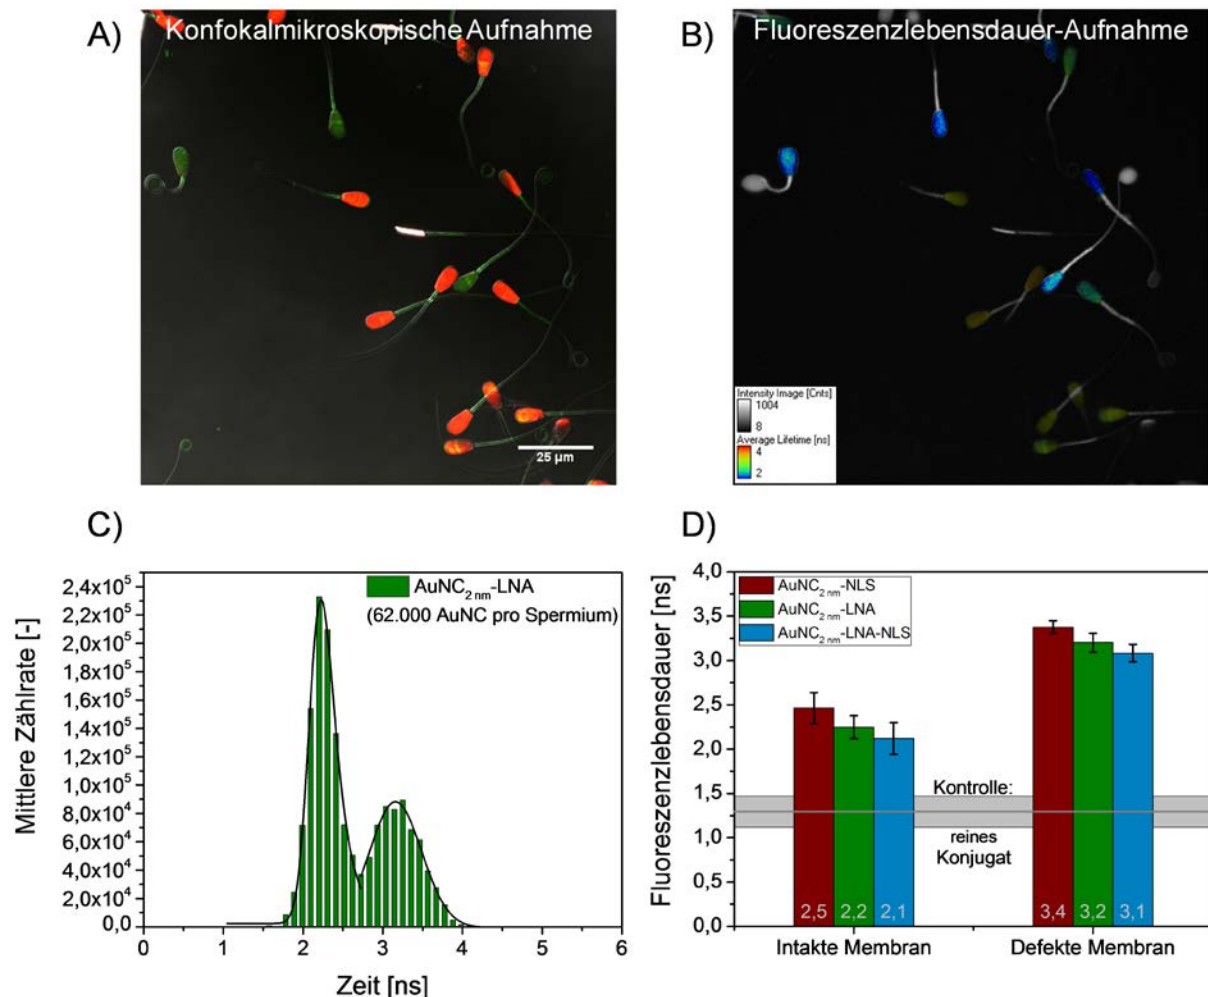 A)
Konfokalmikroskopische Aufnahme
25 µm
B)
Fluoreszenzlebensdauer-Aufnahme
Intensity Image [Cnts]
1004
8
Average Lifetime [ns]
4
2
C)
Mittlere Zählrate [-]
2,4x10⁵
2,2x10⁵
2,0x10⁵
1,8x10⁵
1,6x10⁵
1,4x10⁵
1,2x10⁵
1,0x10⁵
8,0x10⁴
6,0x10⁴
4,0x10⁴
2,0x10⁴
0,0
AuNC₂ ₙₘ-LNA
(62.000 AuNC pro Spermium)
0 1 2 3 4 5 6
Zeit [ns]
D)
Fluoreszenzlebensdauer [ns]
4,0
3,5
3,0
2,5
2,0
1,5
1,0
0,5
0,0
AuNC₂ ₙₘ-NLS
AuNC₂ ₙₘ-LNA
AuNC₂ ₙₘ-LNA-NLS
Kontrolle:
reines
Konjugat
2,5 2,2 2,1 3,4 3,2 3,1
Intakte Membran Defekte Membran